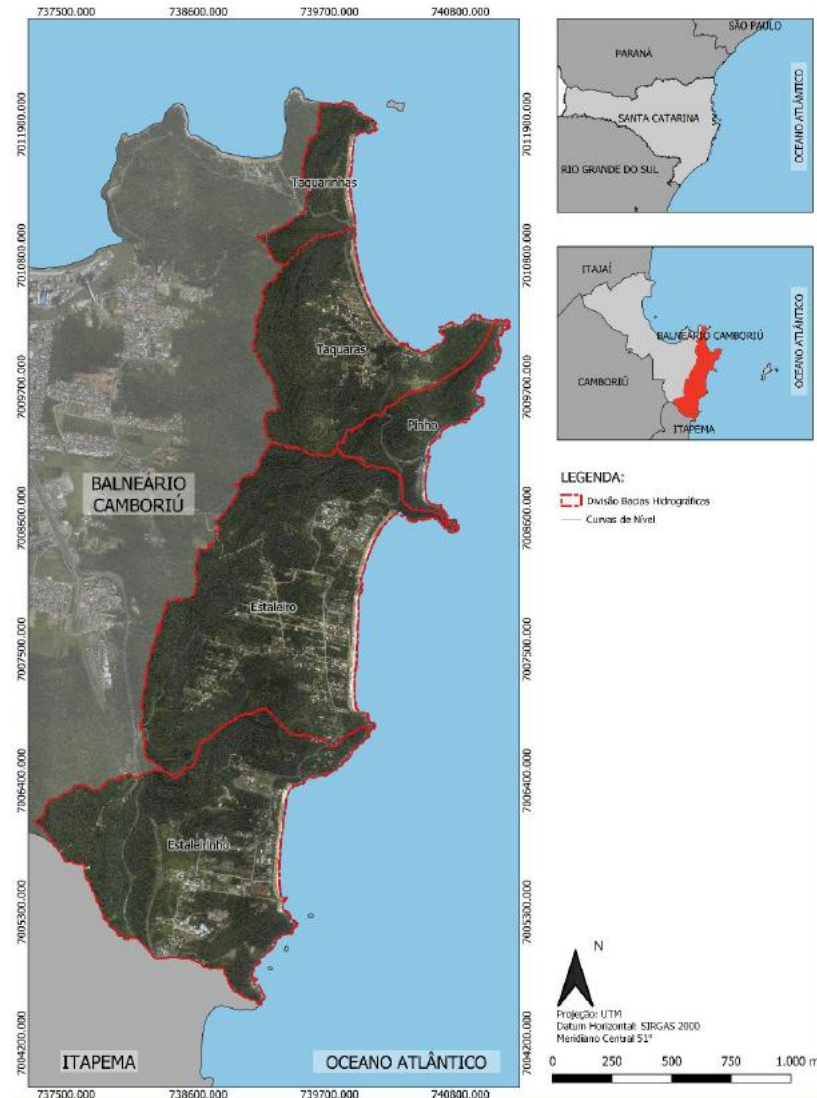 737500.000 738600.000 739700.000 740800.000
7011900.000
7010800.000
7009700.000
7008600.000
7007500.000
7006400.000
7005300.000
7004200.000
Taquarinhas
Taquaras
Pinho
BALNEÁRIO
CAMBORIÚ
Estaleiro
Estaleirinho
ITAPEMA
OCEANO ATLÂNTICO
7011900.000
7010800.000
7009700.000
7008600.000
7007500.000
7006400.000
7005300.000
7004200.000
737500.000 738600.000 739700.000 740800.000
SÃO PAULO
PARANÁ
SANTA CATARINA
RIO GRANDE DO SUL
OCEANO ATLÂNTICO
ITAJAÍ
BALNEÁRIO CAMBORIÚ
CAMBORIÚ
ITAPEMA
OCEANO ATLÂNTICO
LEGENDA:
Divisão Bacias Hidrográficas
Curvas de Nível
N
Projeção: UTM
Datum Horizontal: SIRGAS 2000
Meridiano Central 51°
0 250 500 750 1.000 m